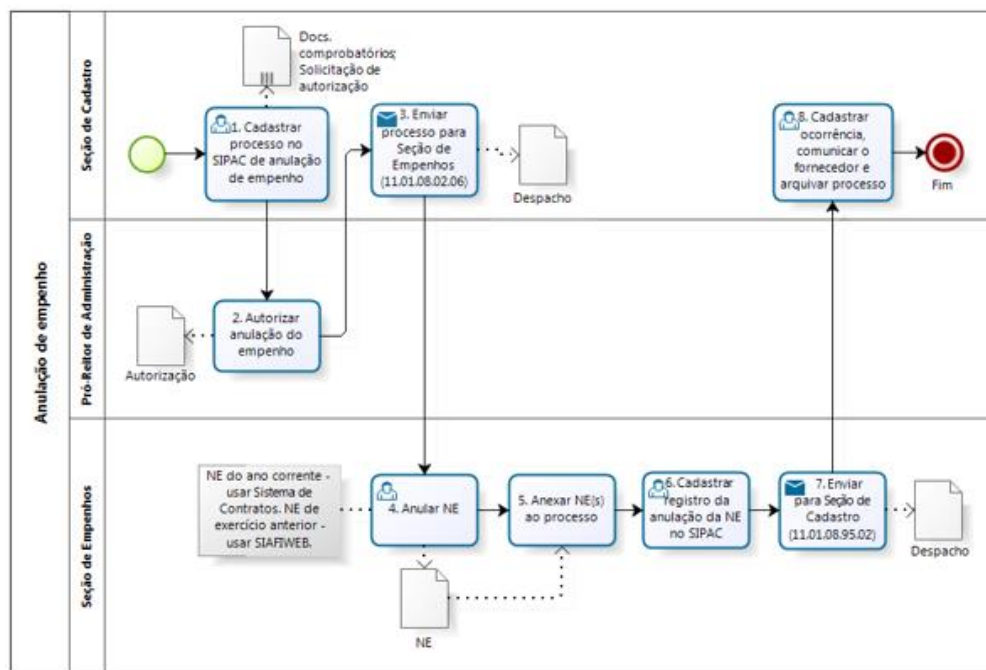 Anulação de empenho
Seção de Cadastro
Docs.
comprobatórios;
Solicitação de
autorização
1. Cadastrar
processo no
SIPAC de anulação
de empenho
3. Enviar
processo para
Seção de
Empenhos
(11.01.08.02.06)
Despacho
8. Cadastrar
ocorrência,
comunicar o
fornecedor e
arquivar processo
Fim
Pró-Reitor de Administração
2. Autorizar
anulação do
empenho
Autorização
Seção de Empenhos
NE do ano corrente -
usar Sistema de
Contratos. NE de
exercício anterior -
usar SIAFIWEB.
4. Anular NE
NE
5. Anexar NE(s)
ao processo
6. Cadastrar
registro da
anulação da NE
no SIPAC
7. Enviar
para Seção de
Cadastro
(11.01.08.95.02)
Despacho